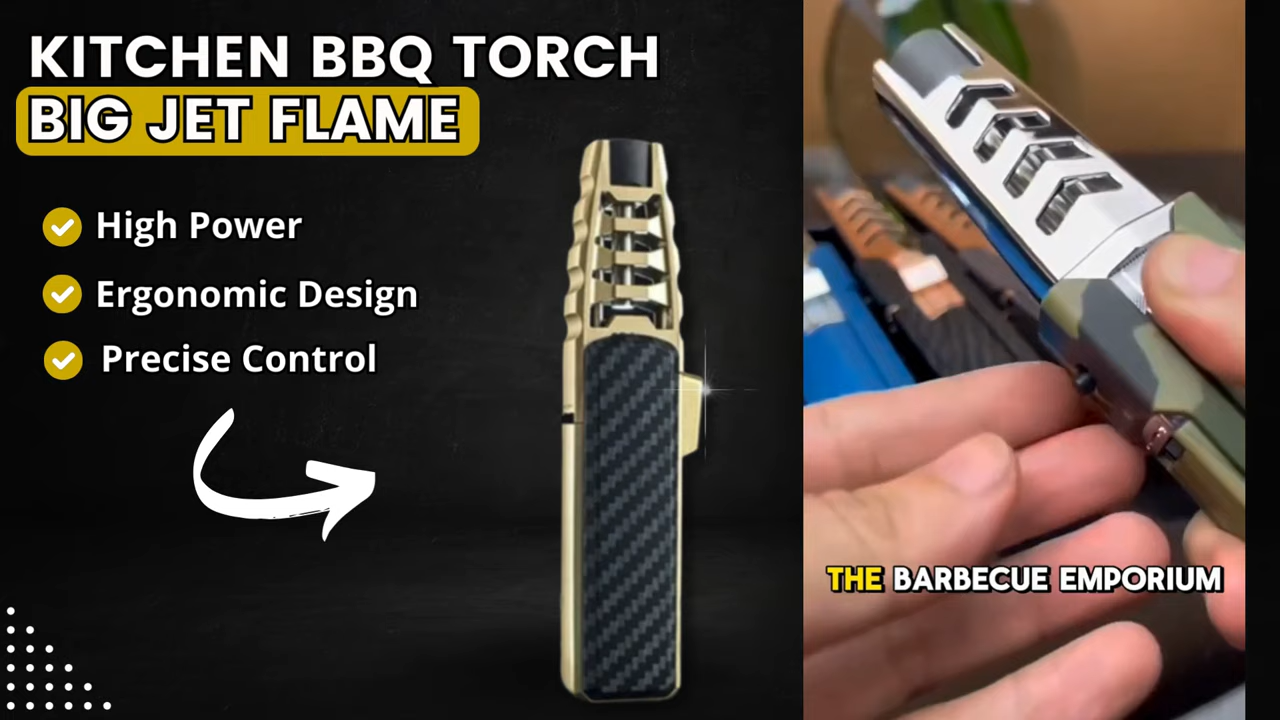 KITCHEN BBQ TORCH
BIG JET FLAME
High Power
Ergonomic Design
Precise Control
THE BARBECUE EMPORIUM